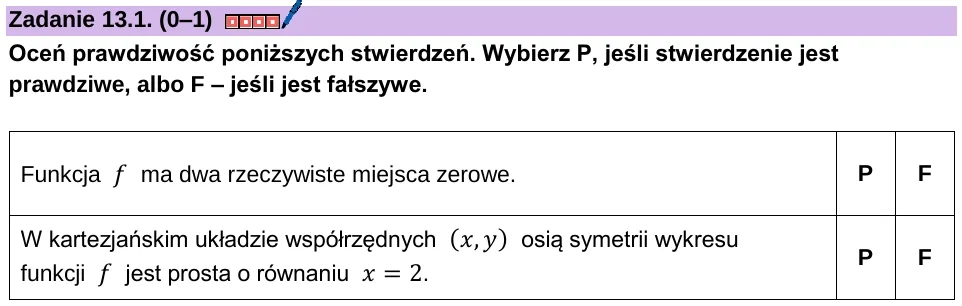 Zadanie 13.1. (0–1)
Oceń prawdziwość poniższych stwierdzeń. Wybierz P, jeśli stwierdzenie jest
prawdziwe, albo F – jeśli jest fałszywe.
Funkcja f ma dwa rzeczywiste miejsca zerowe. P F
W kartezjańskim układzie współrzędnych (x, y) osią symetrii wykresu
funkcji f jest prosta o równaniu x = 2. P F